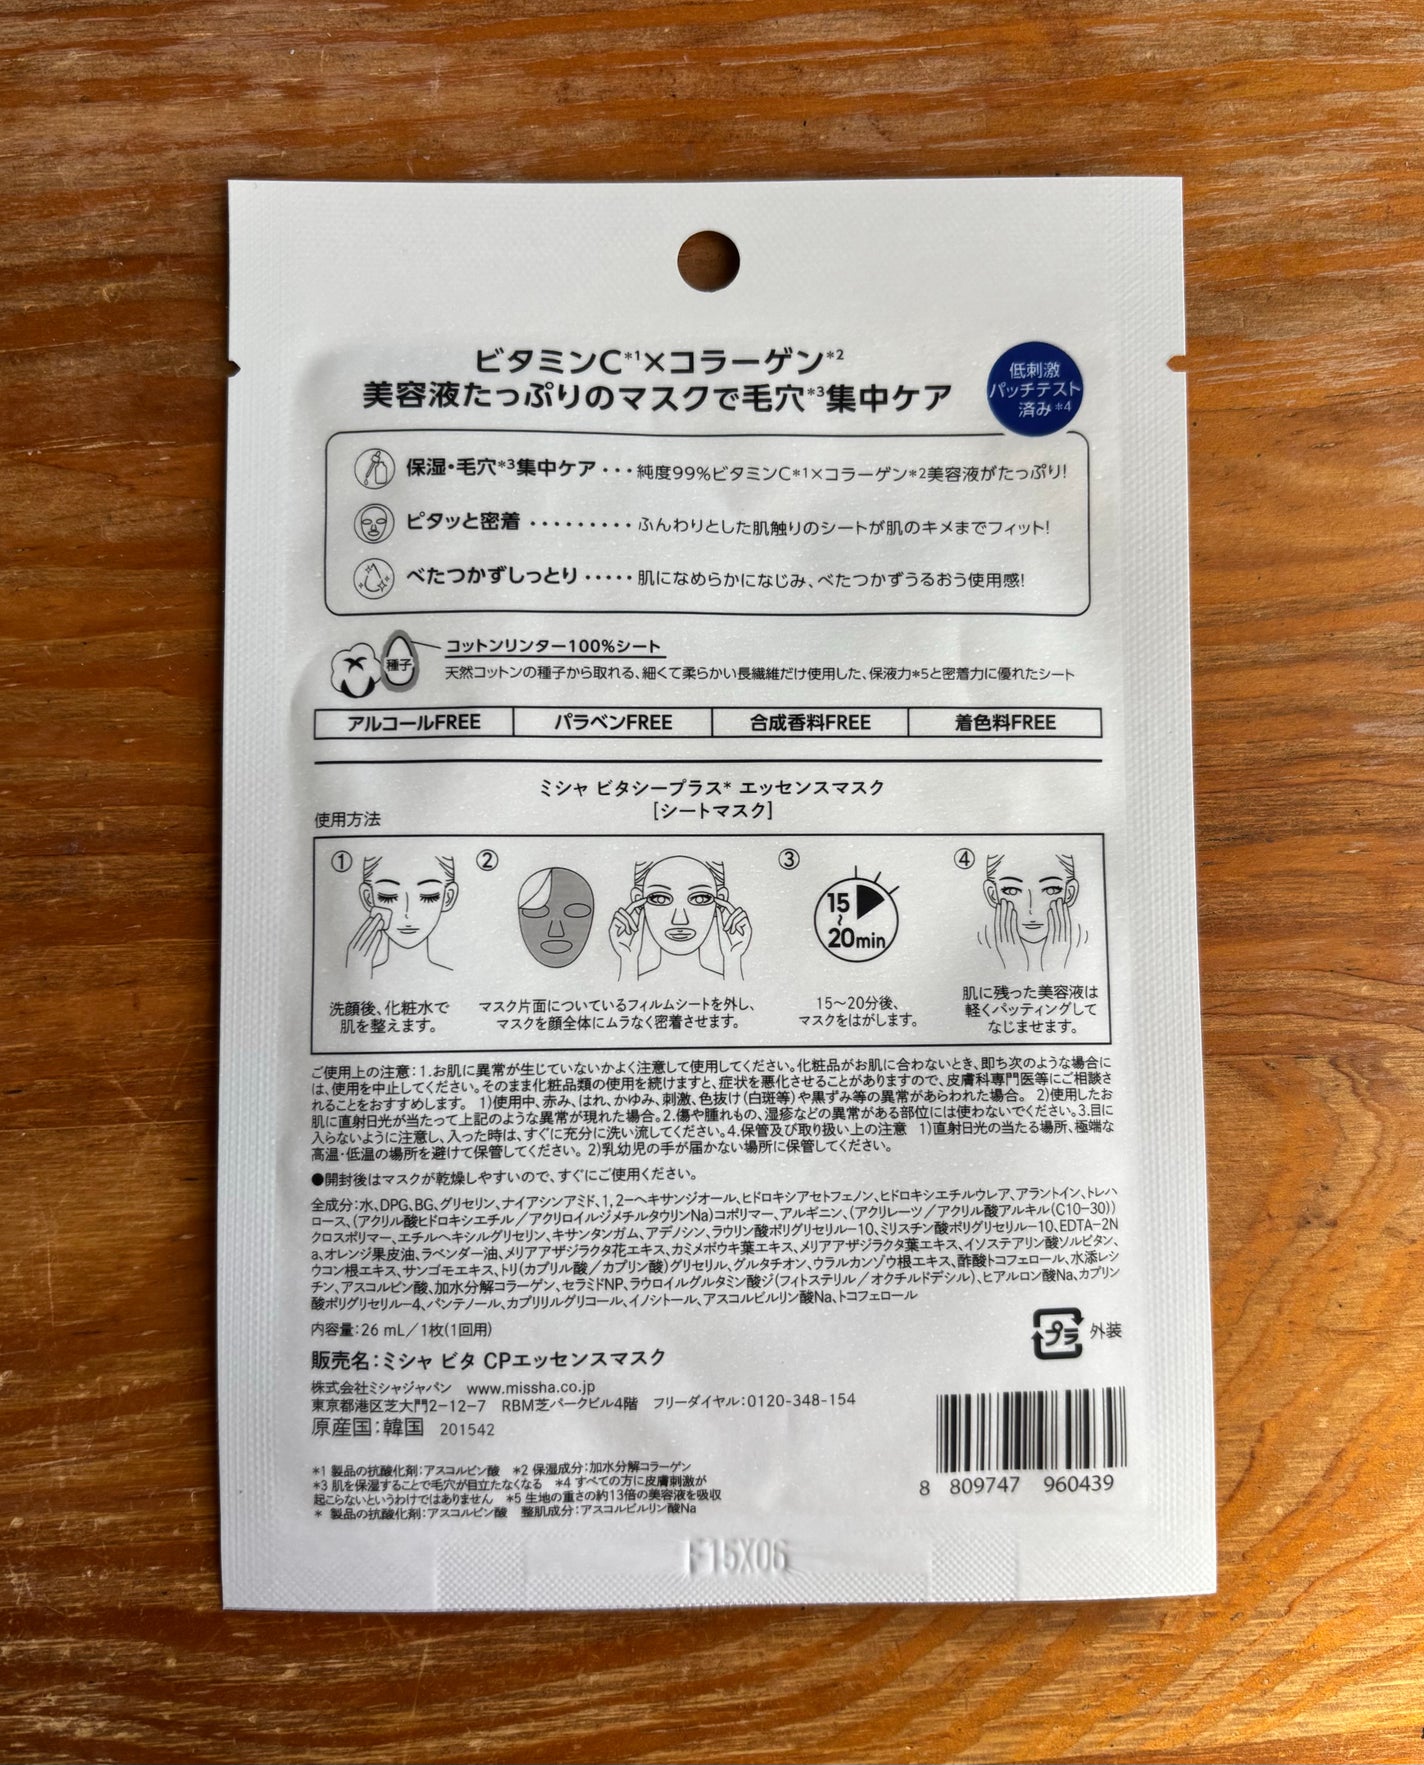 ビタミンC*1×コラーゲン*2
美容液たっぷりのマスクで毛穴*3集中ケア
低刺激
パッチテスト
済み*4
保湿・毛穴*3集中ケア・・・純度99%ビタミンC*1×コラーゲン*2美容液がたっぷり!
ピタッと密着・・・・・・・・・ふんわりとした肌触りのシートが肌のキメまでフィット!
べたつかずしっとり・・・・・肌になめらかになじみ、べたつかずうるおう使用感!
種子
コットンリンター100%シート
天然コットンの種子から取れる、細くて柔らかい長繊維だけ使用した、保液力*5と密着力に優れたシート
アルコールFREE パラベンFREE 合成香料FREE 着色料FREE
ミシャ ビタシープラス* エッセンスマスク
[シートマスク]
使用方法
①
洗顔後、化粧水で
肌を整えます。
②
マスク片面についているフィルムシートを外し、
マスクを顔全体にムラなく密着させます。
③
15
~
20min
15~20分後、
マスクをはがします。
④
肌に残った美容液は
軽くパッティングして
なじませます。
ご使用上の注意:1.お肌に異常が生じていないかよく注意して使用してください。化粧品がお肌に合わないとき、即ち次のような場合に
は、使用を中止してください。そのまま化粧品類の使用を続けますと、症状を悪化させることがありますので、皮膚科専門医等にご相談さ
れることをおすすめします。 1)使用中、赤み、はれ、かゆみ、刺激、色抜け(白斑等)や黒ずみ等の異常があらわれた場合。 2)使用したお
肌に直射日光が当たって上記のような異常が現れた場合。2.傷や腫れもの、湿疹などの異常がある部位には使わないでください。3.目に
入らないように注意し、入った時は、すぐに充分に洗い流してください。4.保管及び取り扱い上の注意 1)直射日光の当たる場所、極端な
高温・低温の場所を避けて保管してください。2)乳幼児の手が届かない場所に保管してください。
●開封後はマスクが乾燥しやすいので、すぐにご使用ください。
全成分:水、DPG、BG、グリセリン、ナイアシンアミド、1,2-ヘキサンジオール、ヒドロキシアセトフェノン、ヒドロキシエチルウレア、アラントイン、トレハ
ロース、(アクリル酸ヒドロキシエチル/アクリロイルジメチルタウリンNa)コポリマー、アルギニン、(アクリレーツ/アクリル酸アルキル(C10-30))
クロスポリマー、エチルヘキシルグリセリン、キサンタンガム、アデノシン、ラウリン酸ポリグリセリル-10、ミリスチン酸ポリグリセリル-10、EDTA-2N
a、オレンジ果皮油、ラベンダー油、メリアアザジラクタ花エキス、カミメボウキ葉エキス、メリアアザジラクタ葉エキス、イソステアリン酸ソルビタン、
ウコン根エキス、サンゴモエキス、トリ(カプリル酸/カプリン酸)グリセリル、グルタチオン、ウラルカンゾウ根エキス、酢酸トコフェロール、水添レシ
チン、アスコルビン酸、加水分解コラーゲン、セラミドNP、ラウロイルグルタミン酸ジ(フィトステリル/オクチルドデシル)、ヒアルロン酸Na、カプリン
酸ポリグリセリル-4、パンテノール、カプリリルグリコール、イノシトール、アスコルビルリン酸Na、トコフェロール
内容量:26 mL/1枚(1回用)
販売名:ミシャ ビタ CPエッセンスマスク
プラ 外装
株式会社ミシャジャパン www.missha.co.jp
東京都港区芝大門2-12-7 RBM芝パークビル4階 フリーダイヤル:0120-348-154
原産国:韓国 201542
*1 製品の抗酸化剤:アスコルビン酸 *2 保湿成分:加水分解コラーゲン
*3 肌を保湿することで毛穴が目立たなくなる *4 すべての方に皮膚刺激が
起こらないというわけではありません *5 生地の重さの約13倍の美容液を吸収
* 製品の抗酸化剤:アスコルビン酸 整肌成分:アスコルビルリン酸Na
8 809747 960439
F15X06